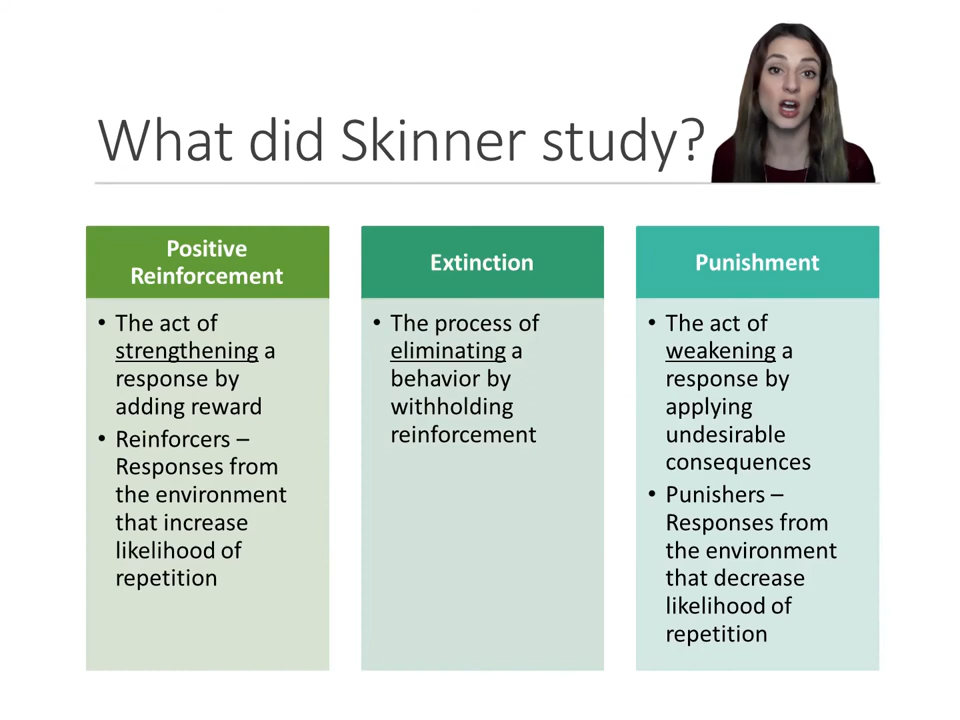 What did Skinner study?
Positive
Reinforcement
• The act of
strengthening a
response by
adding reward
• Reinforcers –
Responses from
the environment
that increase
likelihood of
repetition
Extinction
• The process of
eliminating a
behavior by
withholding
reinforcement
Punishment
• The act of
weakening a
response by
applying
undesirable
consequences
• Punishers –
Responses from
the environment
that decrease
likelihood of
repetition